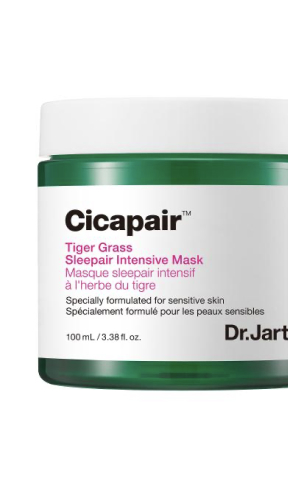 Cicapair™
Tiger Grass
Sleepair Intensive Mask
Masque sleepair intensif
à l'herbe du tigre
Specially formulated for sensitive skin
Spécialement formulé pour les peaux sensibles
100 mL / 3.38 fl. oz.
Dr.Jart